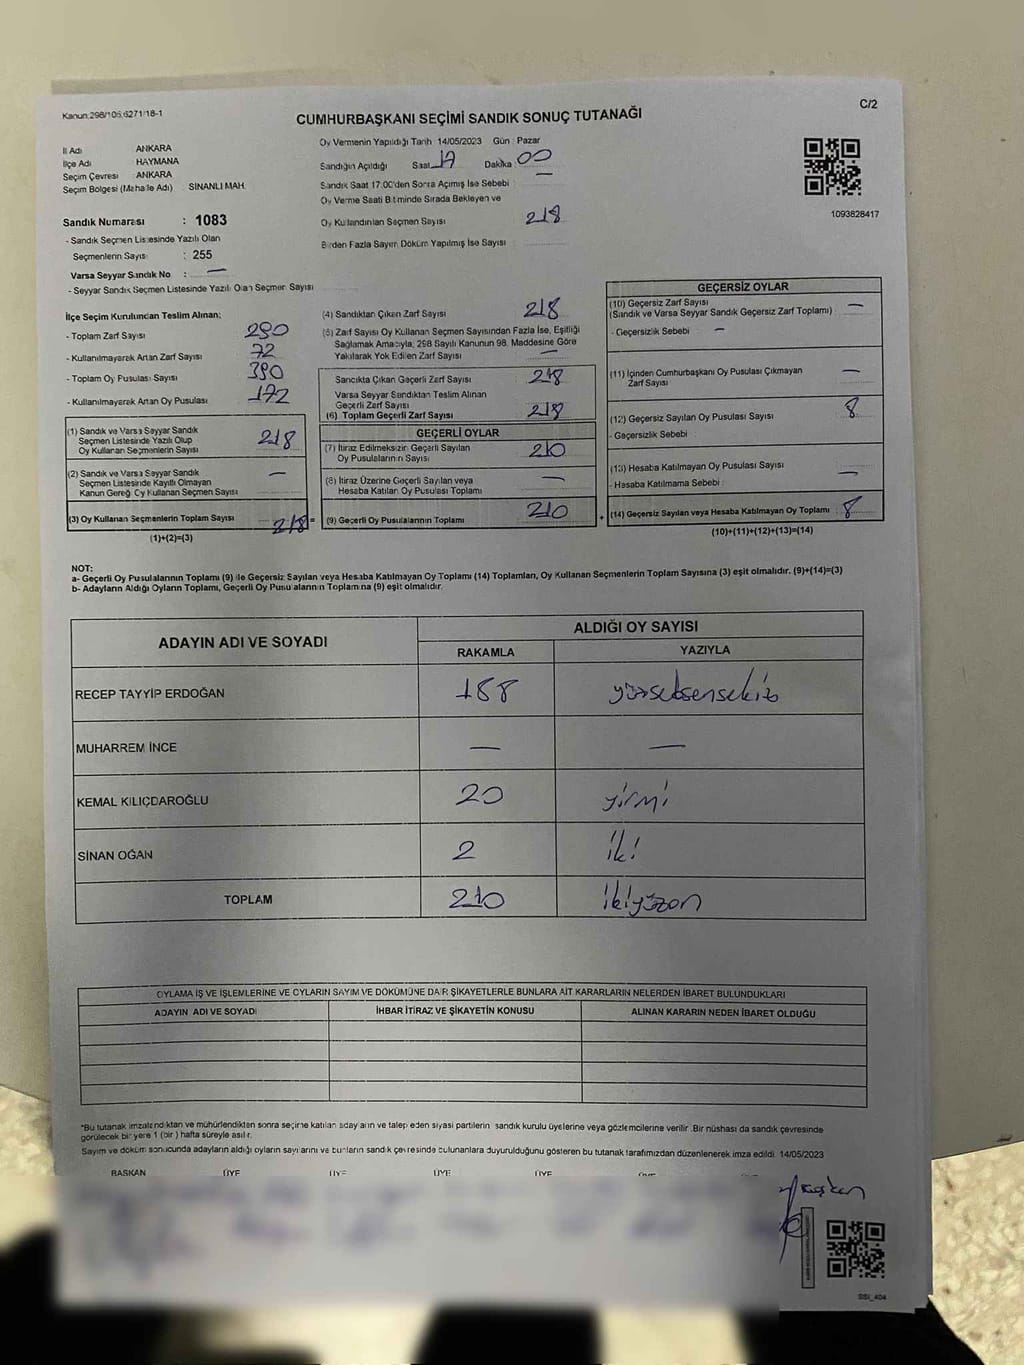 Kanun:298/105,6271/18-1
C/2
CUMHURBAŞKANI SEÇİMİ SANDIK SONUÇ TUTANAĞI
İl Adı ANKARA
İlçe Adı HAYMANA
Seçim Çevresi : ANKARA
Seçim Bölgesi (Mahalle Adı) : SİNANLI MAH.
Sandık Numarası : 1083
- Sandık Seçmen Listesinde Yazılı Olan
Seçmenlerin Sayısı : 255
Varsa Seyyar Sandık No : —
- Seyyar Sandık Seçmen Listesinde Yazılı Olan Seçmen Sayısı
Oy Vermenin Yapıldığı Tarih 14/05/2023 Gün : Pazar
Sandığın Açıldığı Saat 17 Dakika : 00
Sandık Saat 17.00'den Sonra Açımış İse Sebebi : —
Oy Verme Saati Bitiminde Sırada Bekleyen ve
Oy Kullandırılan Seçmen Sayısı 218
Birden Fazla Sayım Döküm Yapılmış İse Sayısı
1093828417
İlçe Seçim Kurulundan Teslim Alınan:
- Toplam Zarf Sayısı 290
- Kullanılmayarak Artan Zarf Sayısı 72
- Toplam Oy Pusulası Sayısı 390
- Kullanılmayarak Artan Oy Pusulası 172
(1) Sandık ve Varsa Seyyar Sandık
Seçmen Listesinde Yazılı Olup
Oy Kullanan Seçmenlerin Sayısı 218
(2) Sandık ve Varsa Seyyar Sandık
Seçmen Listesinde Kayıtlı Olmayan
Kanun Gereği Oy Kullanan Seçmen Sayısı —
(3) Oy Kullanan Seçmenlerin Toplam Sayısı 218 =
(1)+(2)=(3)
(4) Sandıktan Çıkan Zarf Sayısı 218
(5) Zarf Sayısı Oy Kullanan Seçmen Sayısından Fazla İse, Eşitliği
Sağlamak Amacıyla, 298 Sayılı Kanunun 98. Maddesine Göre
Yakılarak Yok Edilen Zarf Sayısı —
Sandıkta Çıkan Geçerli Zarf Sayısı 218
Varsa Seyyar Sandıktan Teslim Alınan
Geçerli Zarf Sayısı
(6) Toplam Geçerli Zarf Sayısı 218
GEÇERLİ OYLAR
(7) İtiraz Edilmeksizin Geçerli Sayılan
Oy Pusulalarının Sayısı 210
(8) İtiraz Üzerine Geçerli Sayılan veya
Hesaba Katılan Oy Pusulası Toplamı —
(9) Geçerli Oy Pusulalarının Toplamı 210 +
GEÇERSİZ OYLAR
(10) Geçersiz Zarf Sayısı —
(Sandık ve Varsa Seyyar Sandık Geçersiz Zarf Toplamı)
- Geçersizlik Sebebi —
(11) İçinden Cumhurbaşkanı Oy Pusulası Çıkmayan
Zarf Sayısı —
(12) Geçersiz Sayılan Oy Pusulası Sayısı 8
- Geçersizlik Sebebi
(13) Hesaba Katılmayan Oy Pusulası Sayısı —
- Hesaba Katılmama Sebebi :
(14) Geçersiz Sayılan veya Hesaba Katılmayan Oy Toplamı : 8
(10)+(11)+(12)+(13)=(14)
NOT:
a- Geçerli Oy Pusulalarının Toplamı (9) ile Geçersiz Sayılan veya Hesaba Katılmayan Oy Toplamı (14) Toplamları, Oy Kullanan Seçmenlerin Toplam Sayısına (3) eşit olmalıdır. (9)+(14)=(3)
b- Adayların Aldığı Oyların Toplamı, Geçerli Oy Pusulalarının Toplamına (9) eşit olmalıdır.
ADAYIN ADI VE SOYADI
ALDIĞI OY SAYISI
RAKAMLA YAZIYLA
RECEP TAYYİP ERDOĞAN 188 yüzseksensekiz
MUHARREM İNCE — —
KEMAL KILIÇDAROĞLU 20 yirmi
SİNAN OĞAN 2 iki
TOPLAM 210 ikiyüzon
OYLAMA İŞ VE İŞLEMLERİNE VE OYLARIN SAYIM VE DÖKÜMÜNE DAİR ŞİKAYETLERLE BUNLARA AİT KARARLARIN NELERDEN İBARET BULUNDUKLARI
ADAYIN ADI VE SOYADI İHBAR İTİRAZ VE ŞİKAYETİN KONUSU ALINAN KARARIN NEDEN İBARET OLDUĞU
*Bu tutanak imzalandıktan ve mühürlendikten sonra seçime katılan adayların ve talep eden siyasi partilerin sandık kurulu üyelerine veya gözlemcilerine verilir. Bir nüshası da sandık çevresinde
görülecek bir yere 1 (bir) hafta süreyle asılır.
Sayım ve döküm sonucunda adayların aldığı oyların sayılarını ve bunların sandık çevresinde bulunanlara duyurulduğunu gösteren bu tutanak tarafımızdan düzenlenerek imza edildi. 14/05/2023
BAŞKAN ÜYE ÜYE ÜYE ÜYE ÜYE
SSI_404